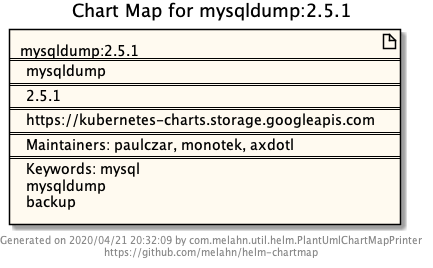 Chart Map for mysqldump:2.5.1
mysqldump:2.5.1
mysqldump
2.5.1
https://kubernetes-charts.storage.googleapis.com
Maintainers: paulczar, monotek, axdotl
Keywords: mysql
mysqldump
backup
Generated on 2020/04/21 20:32:09 by com.melahn.util.helm.PlantUmlChartMapPrinter
https://github.com/melahn/helm-chartmap